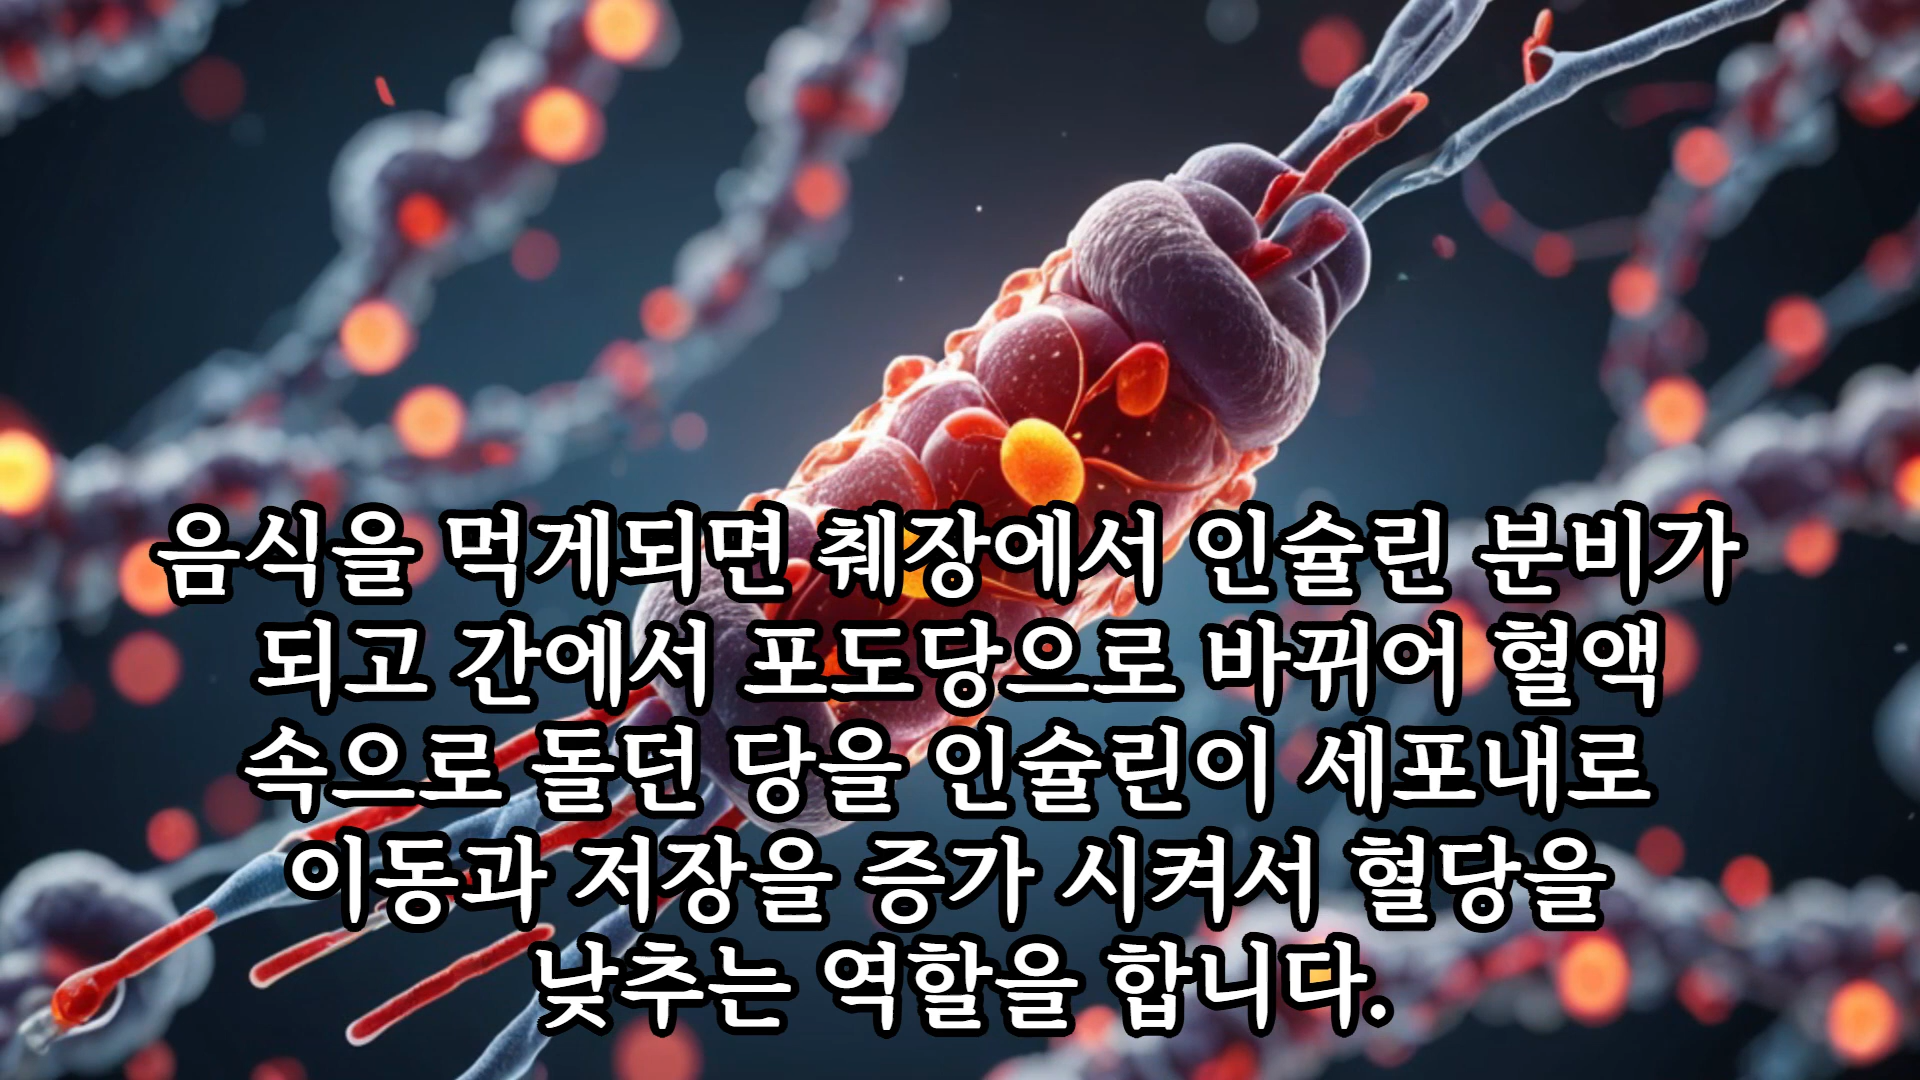 음식을 먹게되면 췌장에서 인슐린 분비가
되고 간에서 포도당으로 바뀌어 혈액
속으로 돌던 당을 인슐린이 세포내로
이동과 저장을 증가 시켜서 혈당을
낮추는 역할을 합니다.